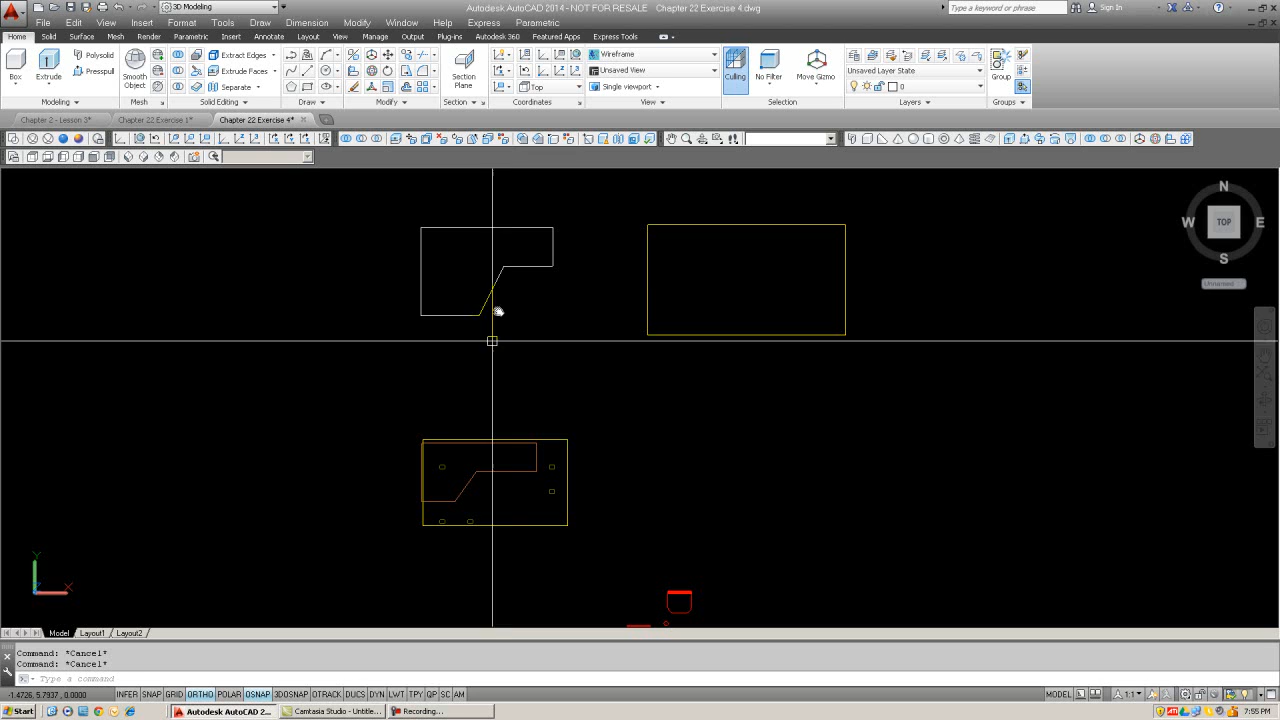 3D Modeling
Autodesk AutoCAD 2014 - NOT FOR RESALE Chapter 22 Exercise 4.dwg
Type a keyword or phrase
Sign In
File Edit View Insert Format Tools Draw Dimension Modify Window Help Express Parametric
Home Solid Surface Mesh Render Parametric Insert Annotate Layout View Manage Output Plug-ins Autodesk 360 Featured Apps Express Tools
Box
Extrude
Polysolid
Presspull
Smooth Object
Extract Edges
Extrude Faces
Separate
Section Plane
Top
Wireframe
Unsaved View
Single viewport
Culling
No Filter
Move Gizmo
Unsaved Layer State
0
Group
Modeling Mesh Solid Editing Draw Modify Section Coordinates View Selection Layers Groups
Chapter 2 - Lesson 3* Chapter 22 Exercise 1* Chapter 22 Exercise 4*
N
W TOP E
S
Unnamed
Y
X
Model Layout1 Layout2
Command: *Cancel*
Command: *Cancel*
Type a command
-1.4726, 5.7937, 0.0000 INFER SNAP GRID ORTHO POLAR OSNAP 3DOSNAP OTRACK DUCS DYN LWT TPY QP SC AM MODEL 1:1
Start Autodesk AutoCAD 2... Camtasia Studio - Untitle... Recording... 7:55 PM